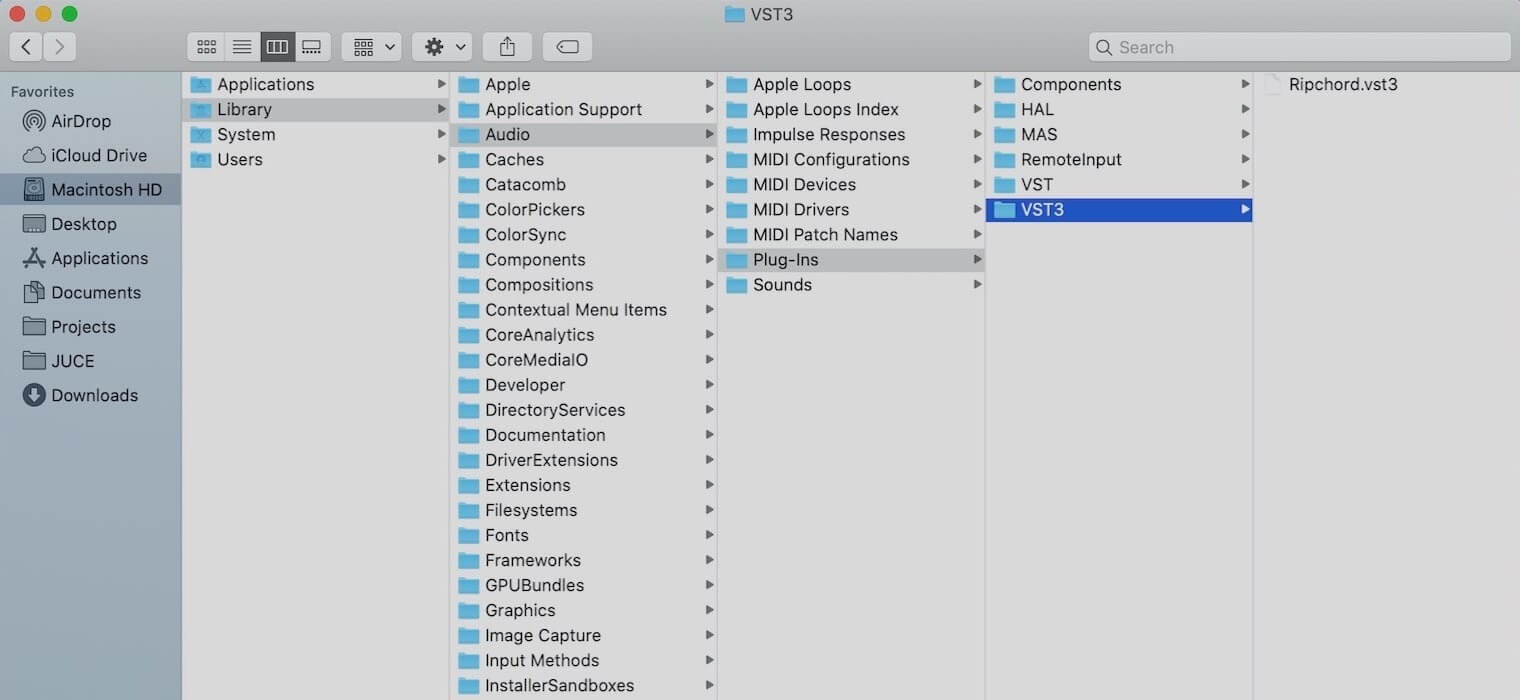 VST3
Search
Favorites
AirDrop
iCloud Drive
Macintosh HD
Desktop
Applications
Documents
Projects
JUCE
Downloads
Applications
Library
System
Users
Apple
Application Support
Audio
Caches
Catacomb
ColorPickers
ColorSync
Components
Compositions
Contextual Menu Items
CoreAnalytics
CoreMediaIO
Developer
DirectoryServices
Documentation
DriverExtensions
Extensions
Filesystems
Fonts
Frameworks
GPUBundles
Graphics
Image Capture
Input Methods
InstallerSandboxes
Apple Loops
Apple Loops Index
Impulse Responses
MIDI Configurations
MIDI Devices
MIDI Drivers
MIDI Patch Names
Plug-Ins
Sounds
Components
HAL
MAS
RemoteInput
VST
VST3
Ripchord.vst3